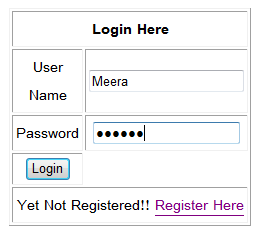 Login Here
User
Name
Meera
Password
●●●●●●
Login
Yet Not Registered!! Register Here